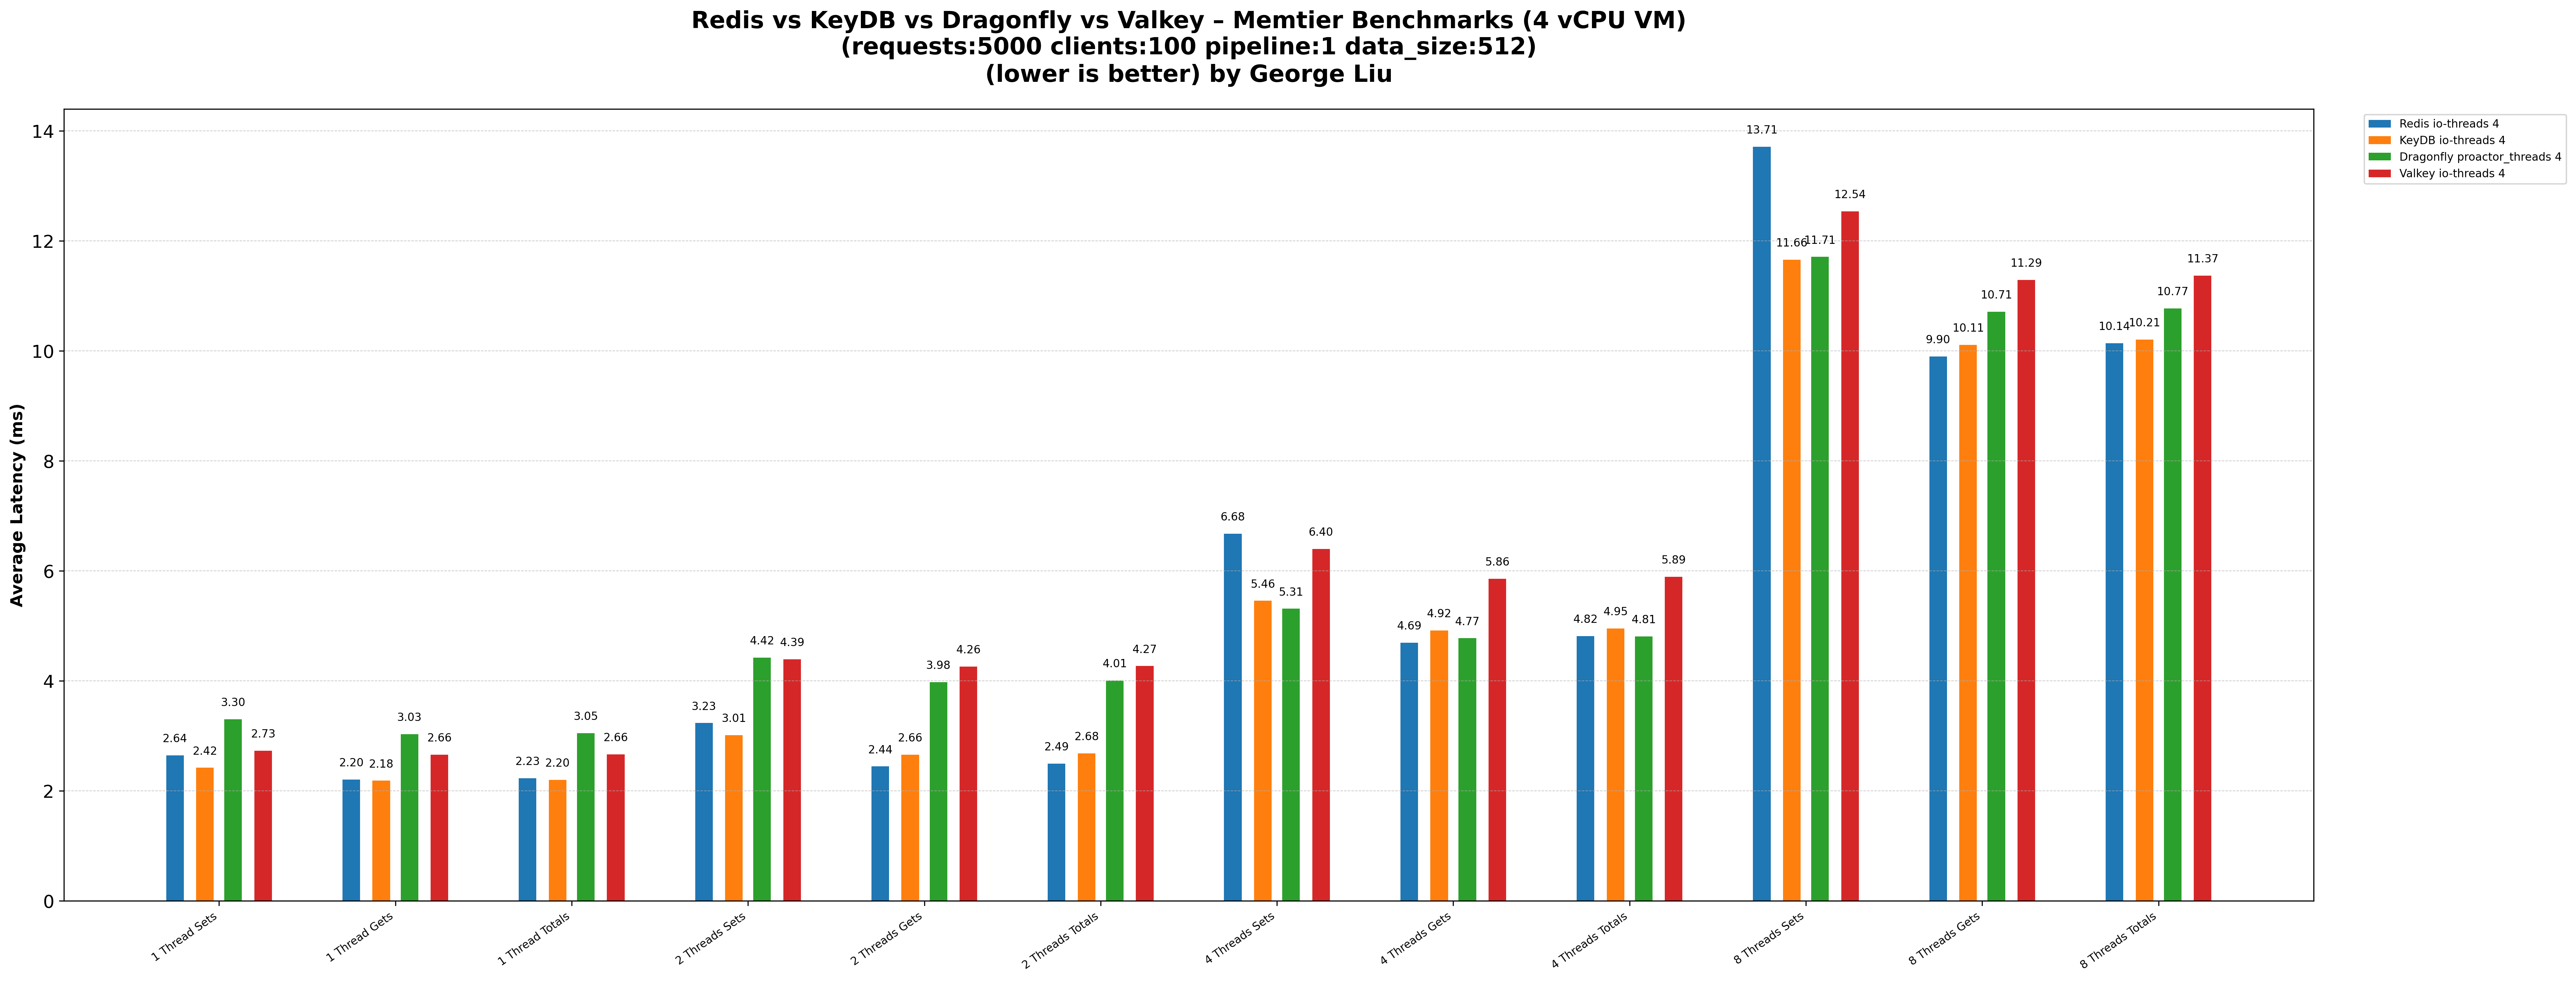 Redis vs KeyDB vs Dragonfly vs Valkey – Memtier Benchmarks (4 vCPU VM)
(requests:5000 clients:100 pipeline:1 data_size:512)
(lower is better) by George Liu
Redis io-threads 4
KeyDB io-threads 4
Dragonfly proactor_threads 4
Valkey io-threads 4
Average Latency (ms)
14
12
10
8
6
4
2
0
2.64 2.42 3.30 2.73
2.20 2.18 3.03 2.66
2.23 2.20 3.05 2.66
3.23 3.01 4.42 4.39
2.44 2.66 3.98 4.26
2.49 2.68 4.01 4.27
6.68 5.46 5.31 6.40
4.69 4.92 4.77 5.86
4.82 4.95 4.81 5.89
13.71 11.66 11.71 12.54
9.90 10.11 10.71 11.29
10.14 10.21 10.77 11.37
1 Thread Sets
1 Thread Gets
1 Thread Totals
2 Threads Sets
2 Threads Gets
2 Threads Totals
4 Threads Sets
4 Threads Gets
4 Threads Totals
8 Threads Sets
8 Threads Gets
8 Threads Totals